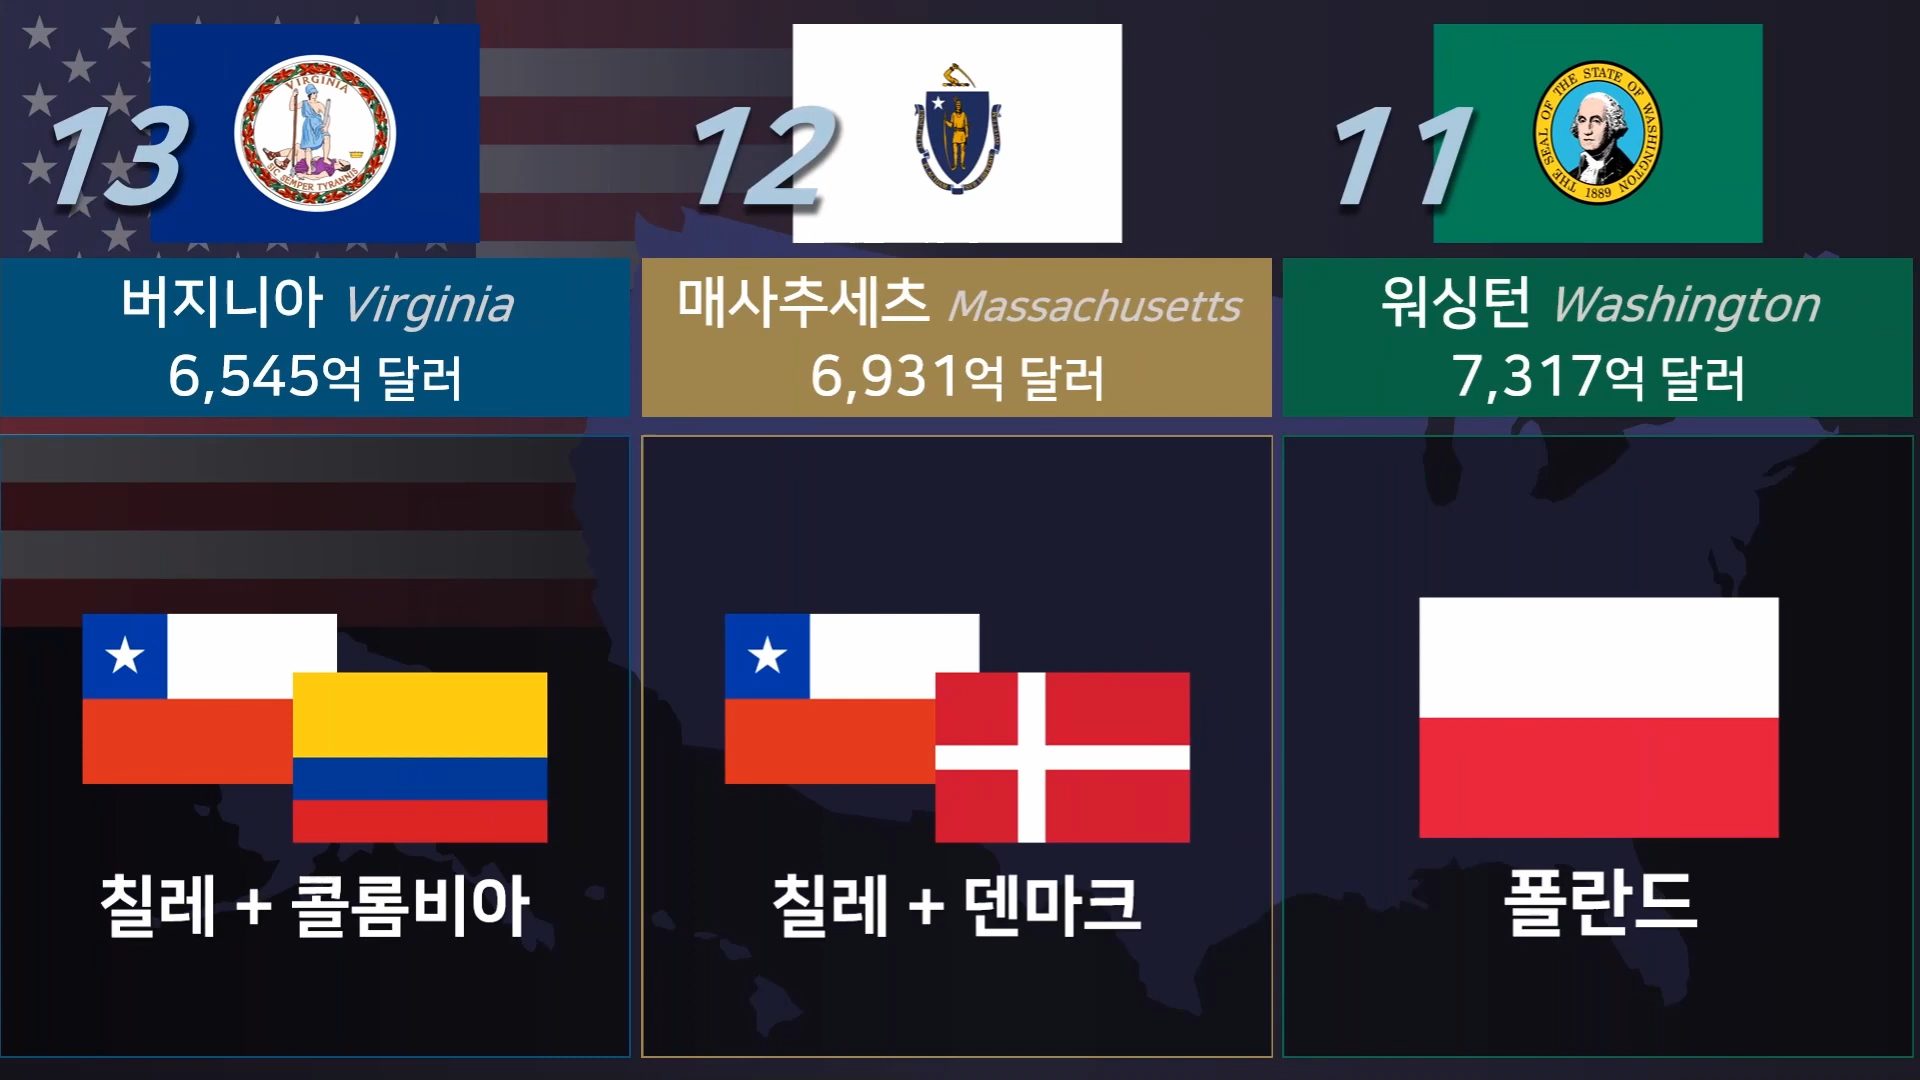 13
VIRGINIA
SIC SEMPER TYRANNIS
버지니아 Virginia
6,545억 달러
칠레 + 콜롬비아
12
매사추세츠 Massachusetts
6,931억 달러
칠레 + 덴마크
11
THE SEAL OF THE STATE OF WASHINGTON
1889
워싱턴 Washington
7,317억 달러
폴란드